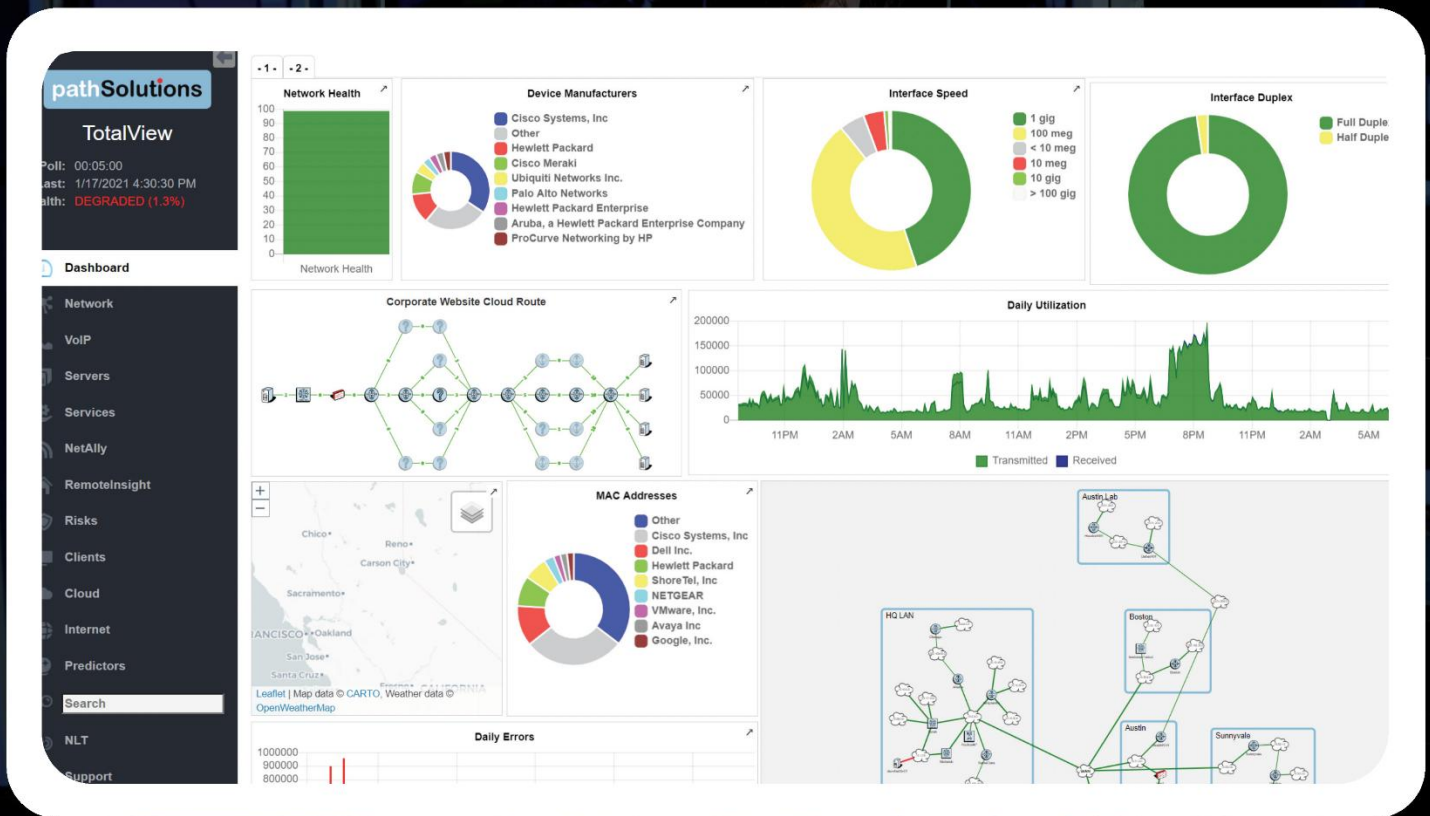 pathSolutions
TotalView
Poll: 00:05:00
ast: 1/17/2021 4:30:30 PM
alth: DEGRADED (1.3%)
Dashboard
Network
VoIP
Servers
Services
NetAlly
RemoteInsight
Risks
Clients
Cloud
Internet
Predictors
Search
NLT
Support
- 1 - - 2 -
Network Health
100
90
80
70
60
50
40
30
20
10
0
Network Health
Device Manufacturers
Cisco Systems, Inc
Other
Hewlett Packard
Cisco Meraki
Ubiquiti Networks Inc.
Palo Alto Networks
Hewlett Packard Enterprise
Aruba, a Hewlett Packard Enterprise Company
ProCurve Networking by HP
Interface Speed
1 gig
100 meg
< 10 meg
10 meg
10 gig
> 100 gig
Interface Duplex
Full Duple
Half Duple
Corporate Website Cloud Route
Daily Utilization
200000
150000
100000
50000
0
11PM 2AM 5AM 8AM 11AM 2PM 5PM 8PM 11PM 2AM 5AM
Transmitted Received
+
−
Chico
Reno
Carson City
Sacramento
ANCISCO Oakland
San Jose
Santa Cruz
Leaflet | Map data © CARTO, Weather data ©
OpenWeatherMap
MAC Addresses
Other
Cisco Systems, Inc
Dell Inc.
Hewlett Packard
ShoreTel, Inc
NETGEAR
VMware, Inc.
Avaya Inc
Google, Inc.
Daily Errors
1000000
900000
800000
Austin Lab
HQ LAN
Boston
Austin
Sunnyvale